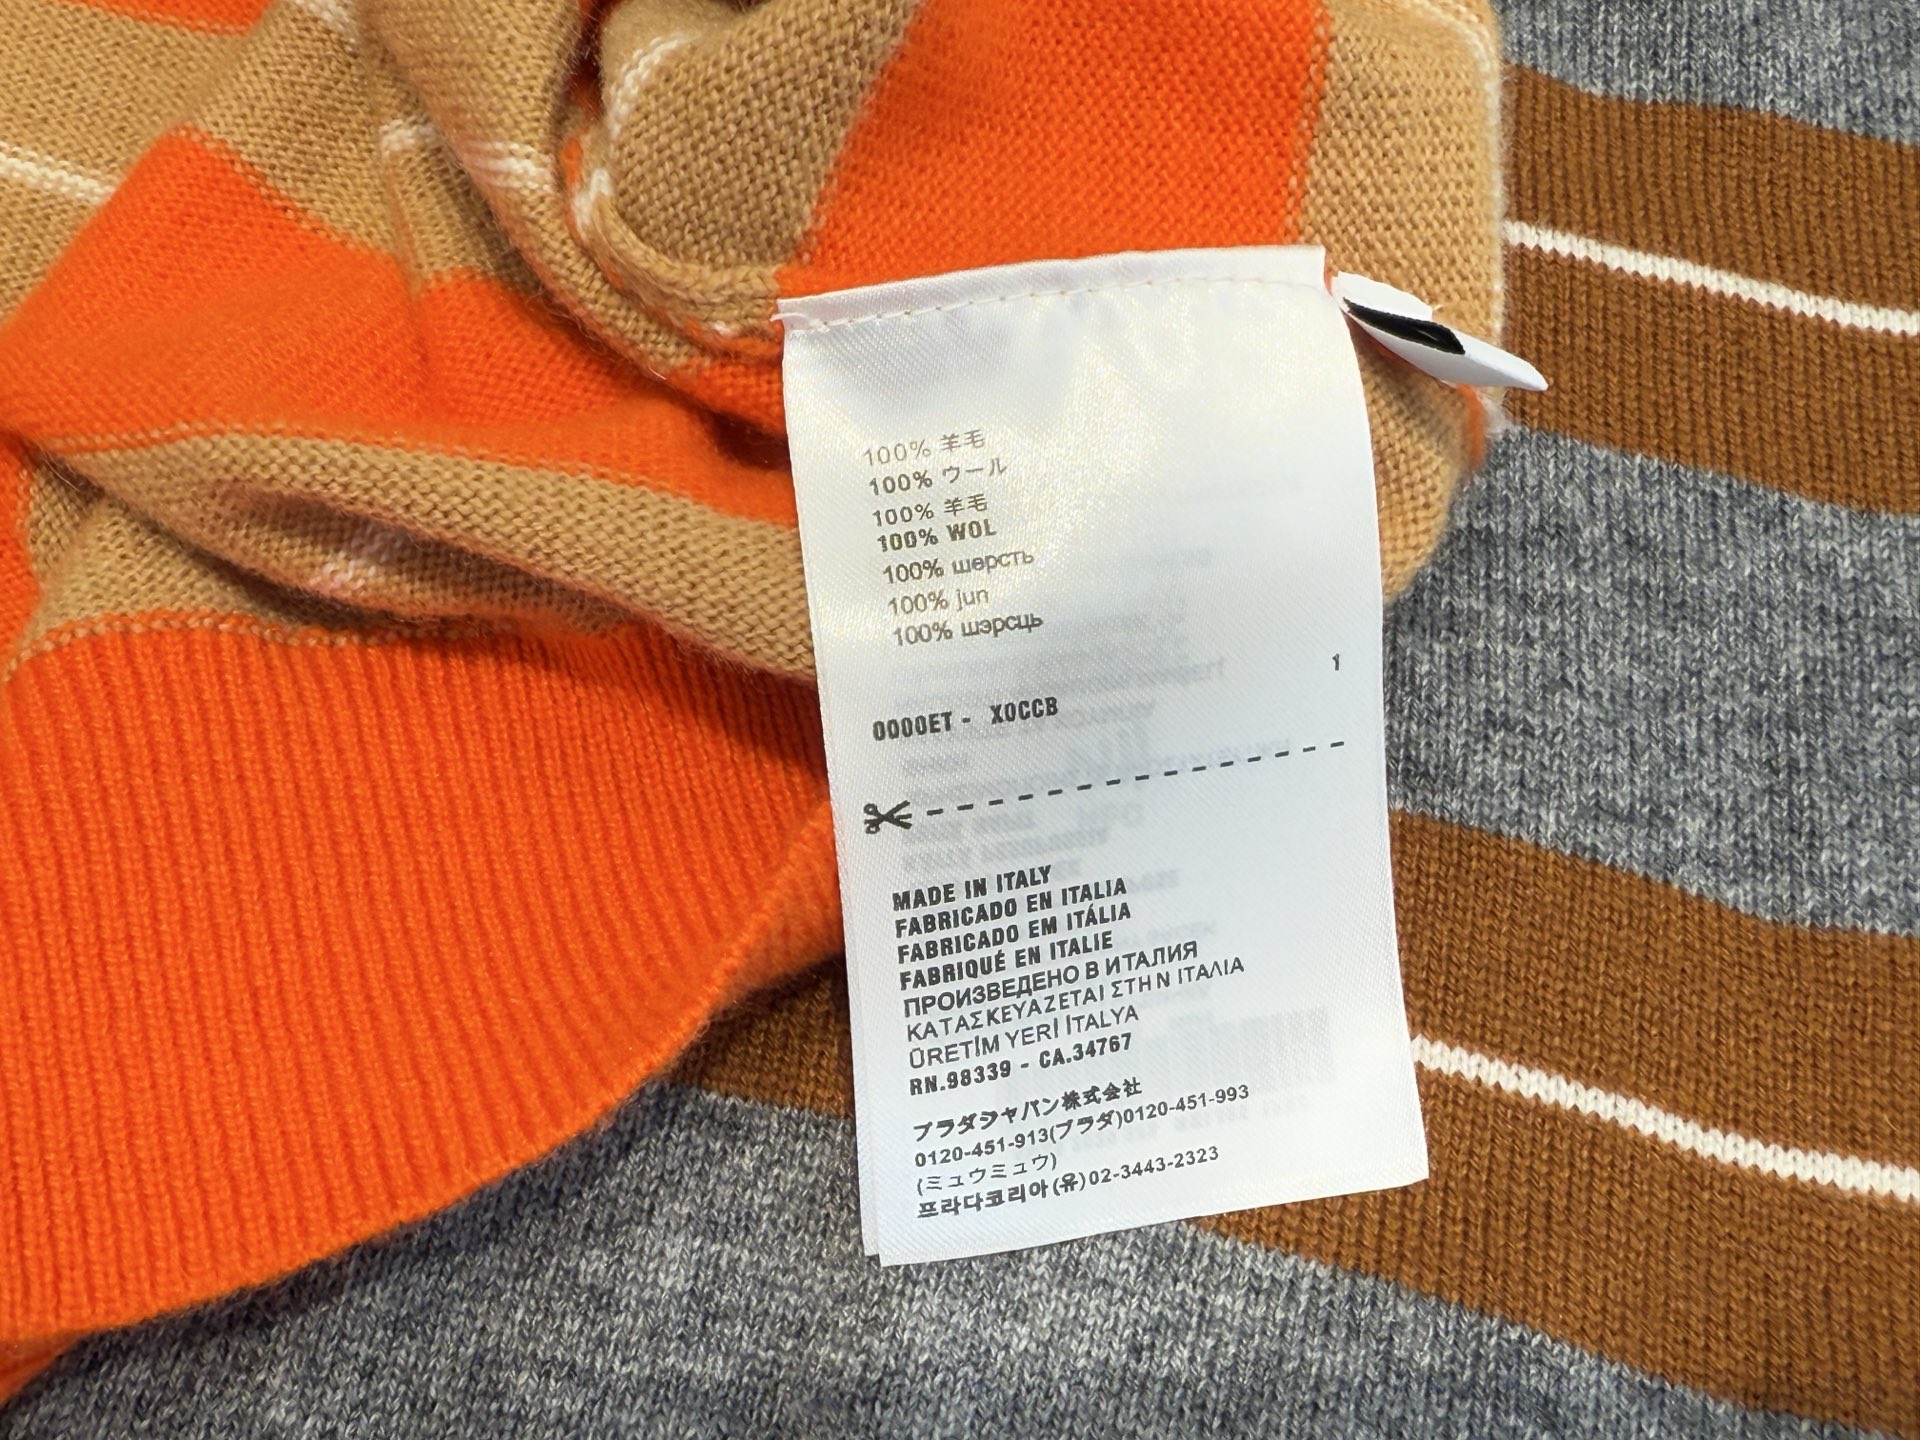 100% 羊毛
100% ウール
100% 羊毛
100% WOL
100% шерсть
100% jun
100% шэрсць
1
0000ET - X0CCB
MADE IN ITALY
FABRICADO EN ITALIA
FABRICADO EM ITÁLIA
FABRIQUÉ EN ITALIE
ПРОИЗВЕДЕНО В ИТАЛИЯ
ΚΑΤΑΣΚΕΥΑΖΕΤΑΙ ΣΤΗ Ν ΙΤΑΛΙΑ
ÜRETİM YERİ İTALYA
RN.98339 - CA.34767
プラダジャパン株式会社
0120-451-913(プラダ)0120-451-993
(ミュウミュウ)
프라다코리아(유)02-3443-2323